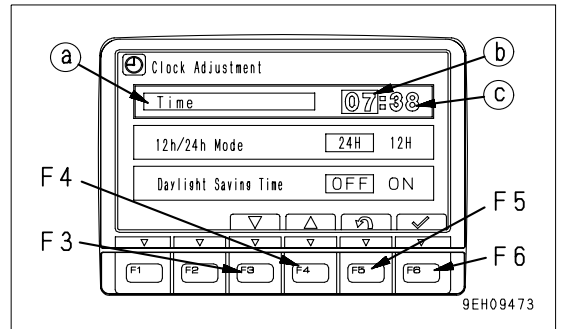 Clock Adjustment
a
b
Time 07:38
c
12h/24h Mode 24H 12H
F4
Daylight Saving Time OFF ON
F5
F3
F6
F1 F2 F3 F4 F5 F6
9EH09473